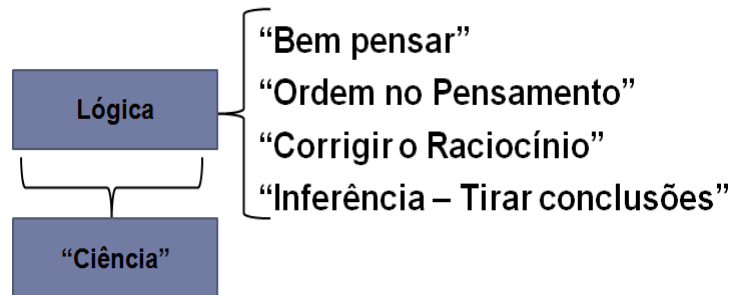 Lógica
“Bem pensar”
“Ordem no Pensamento”
“Corrigir o Raciocínio”
“Inferência – Tirar conclusões”
“Ciência”